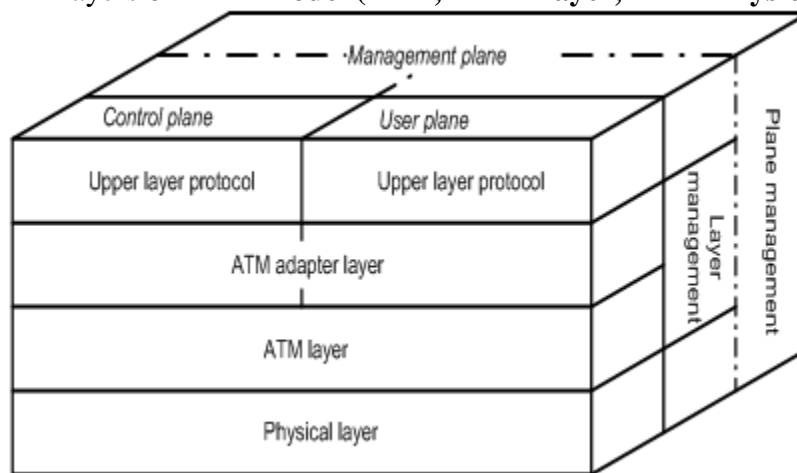 Management plane
Control plane
User plane
Upper layer protocol
Upper layer protocol
ATM adapter layer
ATM layer
Physical layer
Layer
management
Plane management